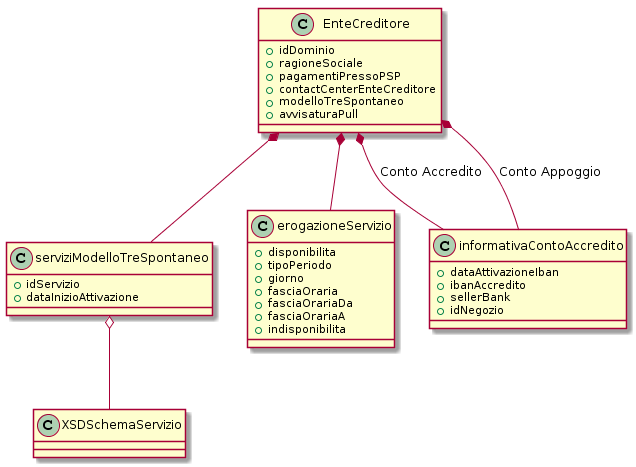 C EnteCreditore
idDominio
ragioneSociale
pagamentiPressoPSP
contactCenterEnteCreditore
modelloTreSpontaneo
avvisaturaPull
Conto Accredito
Conto Appoggio
C serviziModelloTreSpontaneo
idServizio
dataInizioAttivazione
C erogazioneServizio
disponibilita
tipoPeriodo
giorno
fasciaOraria
fasciaOrariaDa
fasciaOrariaA
indisponibilita
C informativaContoAccredito
dataAttivazioneIban
ibanAccredito
sellerBank
idNegozio
C XSDSchemaServizio